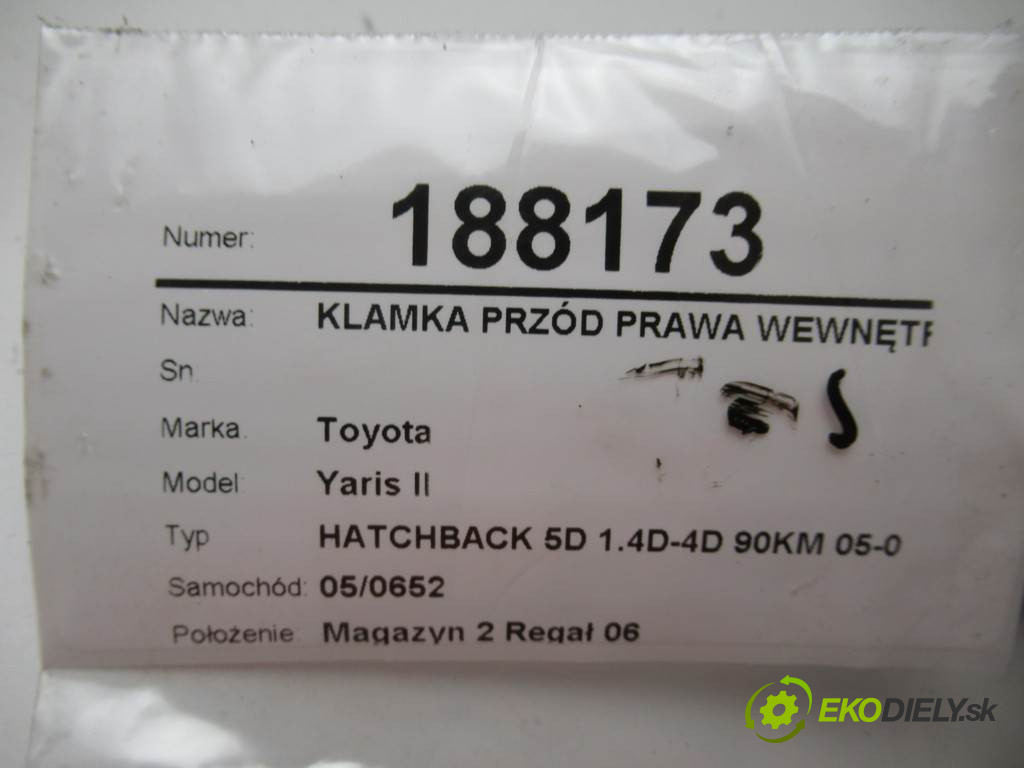 Numer: 188173
Nazwa: KLAMKA PRZÓD PRAWA WEWNĘTR
Sn.
Marka. Toyota
Model: Yaris II
Typ HATCHBACK 5D 1.4D-4D 90KM 05-0
Samochód: 05/0652
Położenie: Magazyn 2 Regał 06
EKODIELY.sk